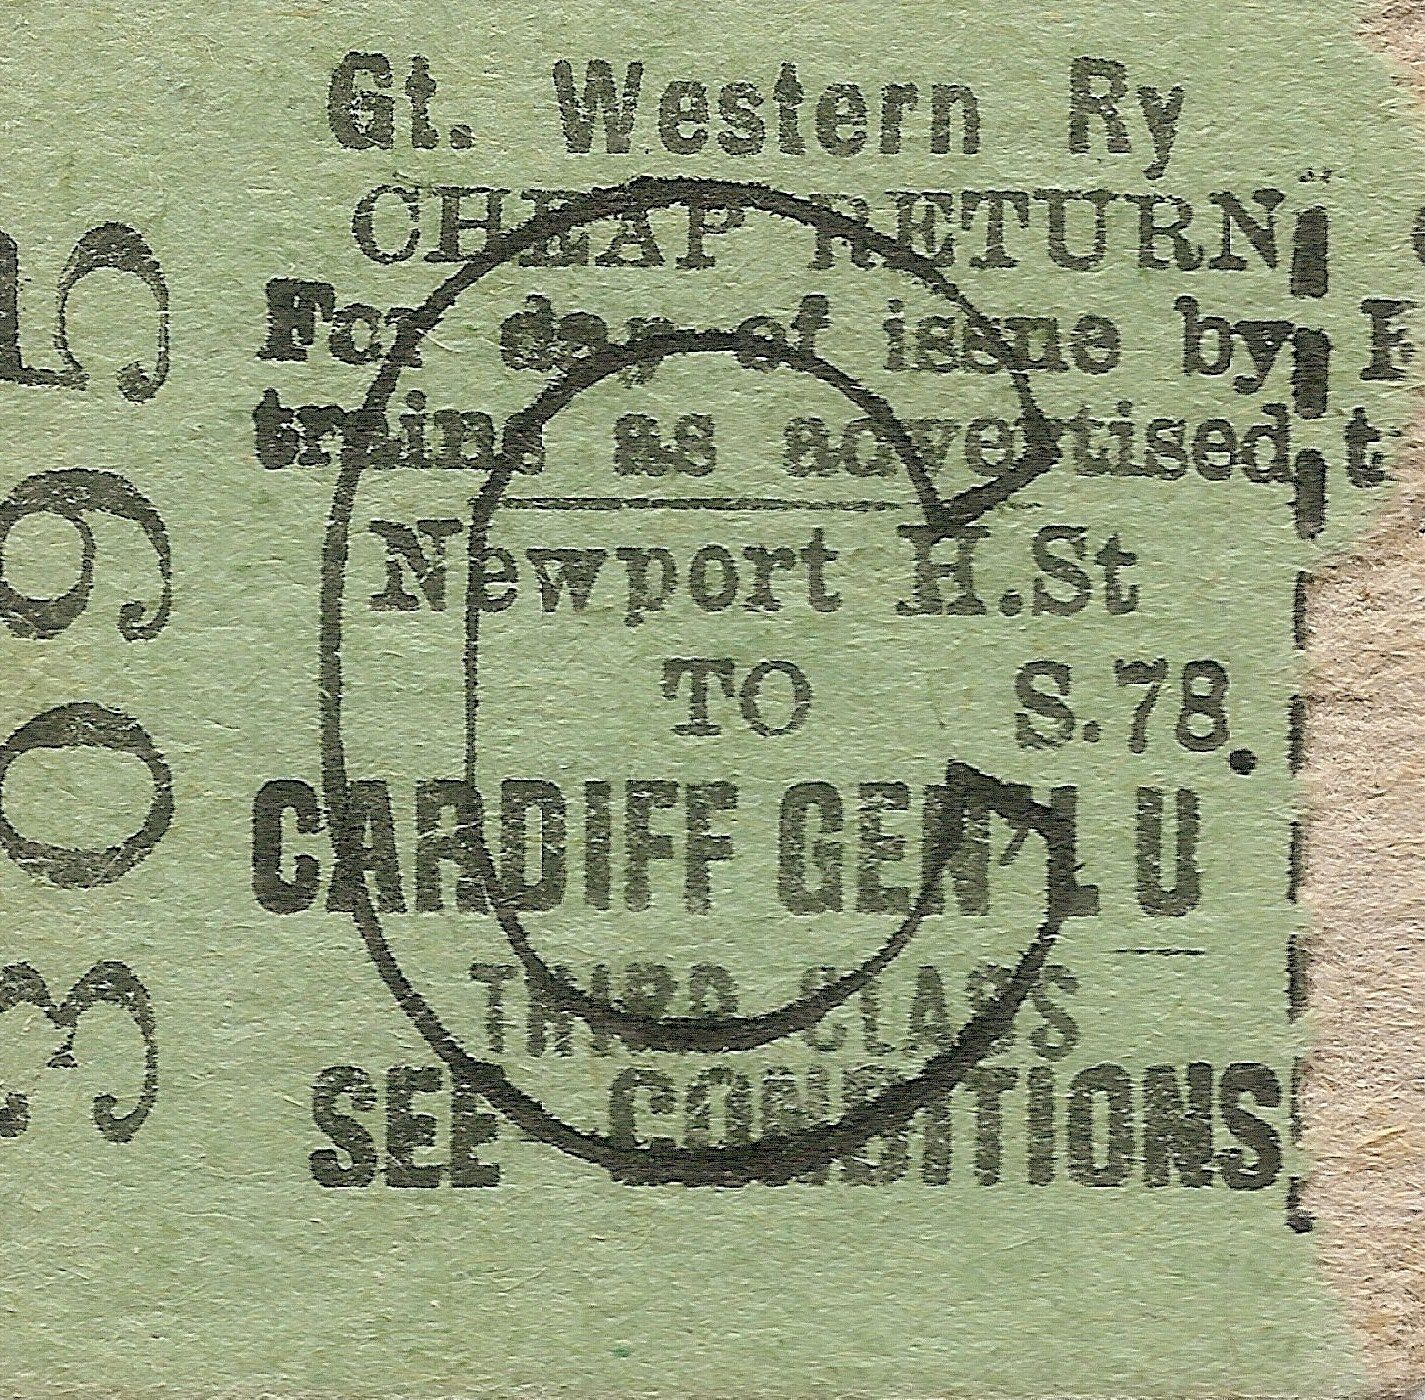 Gt. Western Ry
CHEAP RETURN
For day of issue by
trains as advertised
Newport H.St
TO S.78.
CARDIFF GEN'L U
THIRD CLASS
SEE CONDITIONS
3095